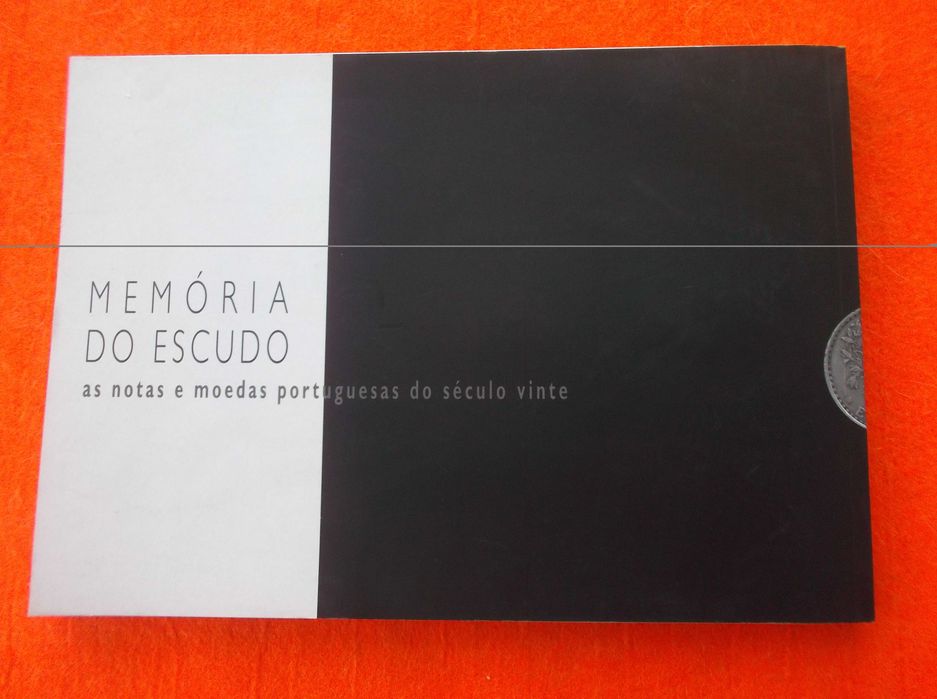 MEMÓRIA
DO ESCUDO
as notas e moedas portuguesas do século vinte